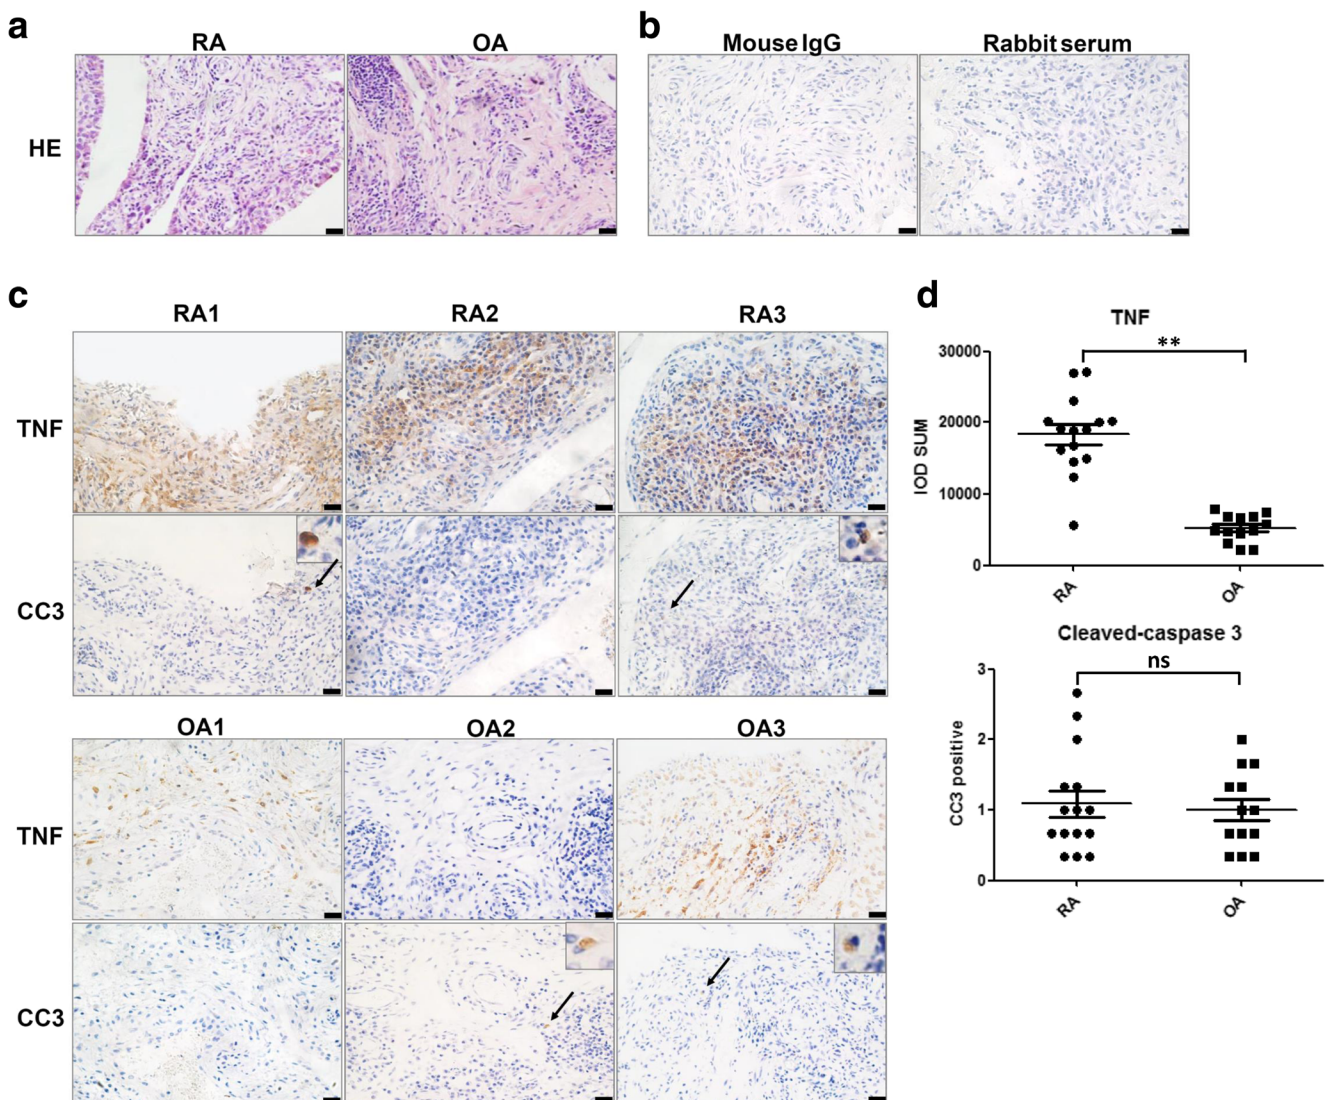 a
RA
OA
HE
b
Mouse IgG
Rabbit serum
c
RA1
RA2
RA3
TNF
CC3
OA1
OA2
OA3
TNF
CC3
d
TNF
**
30000
20000
10000
0
IOD SUM
RA
OA
Cleaved-caspase 3
ns
3
2
1
0
CC3 positive
RA
OA